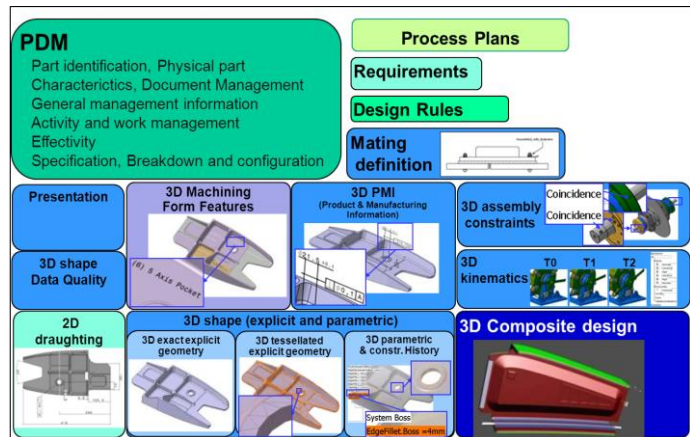 PDM
Part identification, Physical part
Charactericstics, Document Management
General management information
Activity and work management
Effectivity
Specification, Breakdown and configuration
Process Plans
Requirements
Design Rules
Mating
definition
Presentation
3D Machining
Form Features
(8) 5 Axis Pocket
3D PMI
(Product & Manufacturing
Information)
3D assembly
constraints
Coincidence
Coincidence
3D shape
Data Quality
3D
kinematics
T0
T1
T2
2D
draughting
3D shape (explicit and parametric)
3D exact explicit
geometry
3D tessellated
explicit geometry
3D parametric
& constr. History
System Boss
EdgeFillet.Boss =4mm
3D Composite design